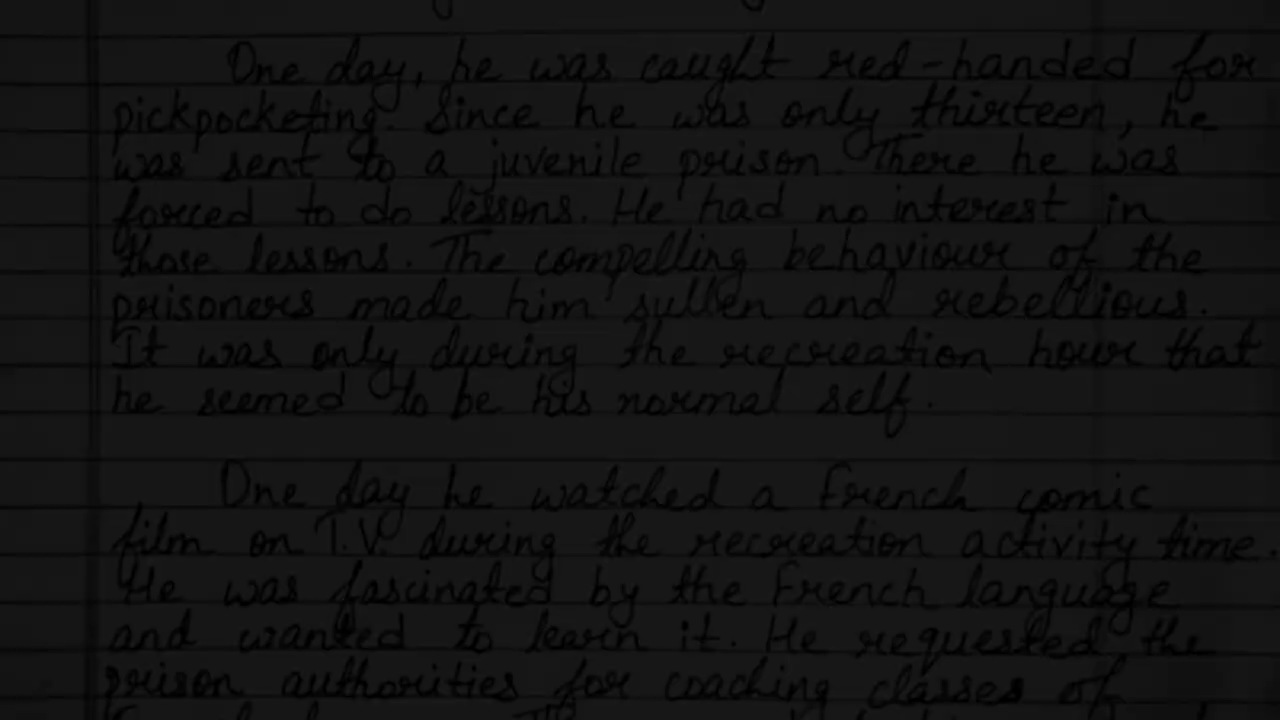 One day, he was caught red-handed for
pickpocketing. Since he was only thirteen, he
was sent to a juvenile prison. There he was
forced to do lessons. He had no interest in
those lessons. The compelling behaviour of the
prisoners made him sullen and rebellious.
It was only during the recreation hour that
he seemed to be his normal self.
One day he watched a French comic
film on T.V. during the recreation activity time.
He was fascinated by the French language
and wanted to learn it. He requested the
prison authorities for coaching classes of